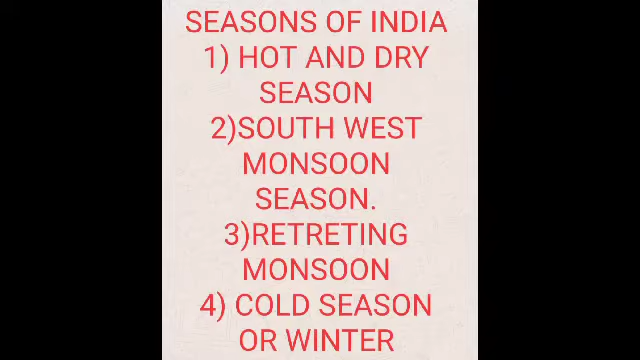 SEASONS OF INDIA
1) HOT AND DRY
SEASON
2)SOUTH WEST
MONSOON
SEASON.
3)RETRETING
MONSOON
4) COLD SEASON
OR WINTER